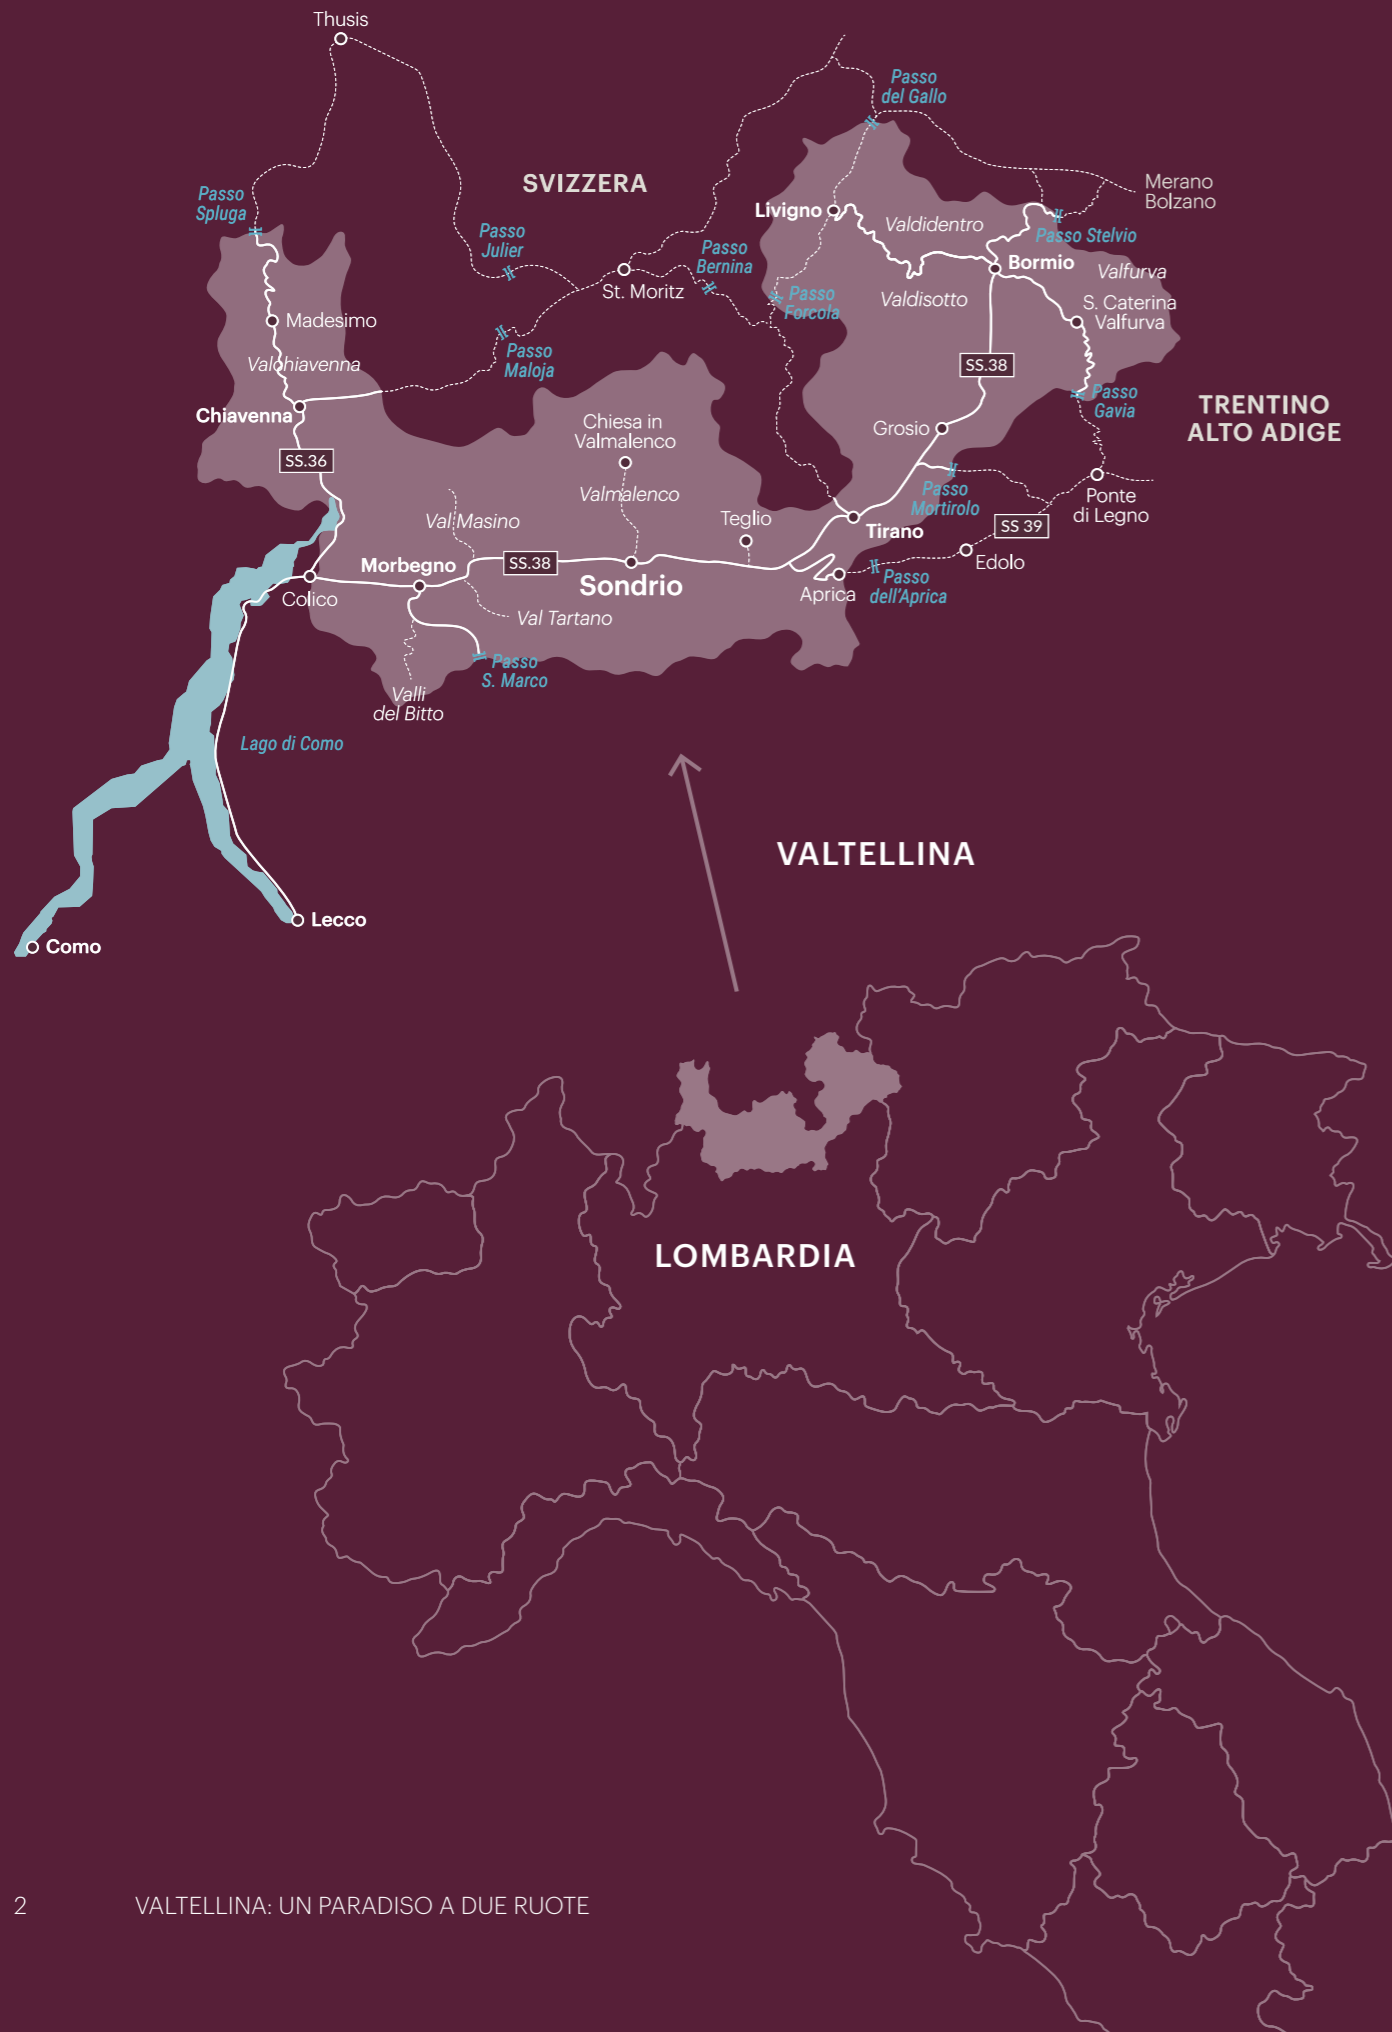 Thusis
Passo
del Gallo
SVIZZERA
Merano
Bolzano
Passo
Spluga
Livigno
Valdidentro
Passo
Julier
Passo Stelvio
Passo
Bernina
Bormio
Valfurva
St. Moritz
Passo
Forcola
Valdisotto
S. Caterina
Valfurva
Madesimo
Passo
Maloja
Valchiavenna
SS.38
Passo
Gavia
Chiavenna
TRENTINO
ALTO ADIGE
Chiesa in
Valmalenco
Grosio
SS.36
Valmalenco
Passo
Mortirolo
Ponte
di Legno
Val Masino
Teglio
Tirano
SS 39
Morbegno
SS.38
Sondrio
Edolo
Colico
Aprica
Passo
dell'Aprica
Val Tartano
Passo
S. Marco
Valli
del Bitto
Lago di Como
VALTELLINA
Lecco
Como
LOMBARDIA
2
VALTELLINA: UN PARADISO A DUE RUOTE